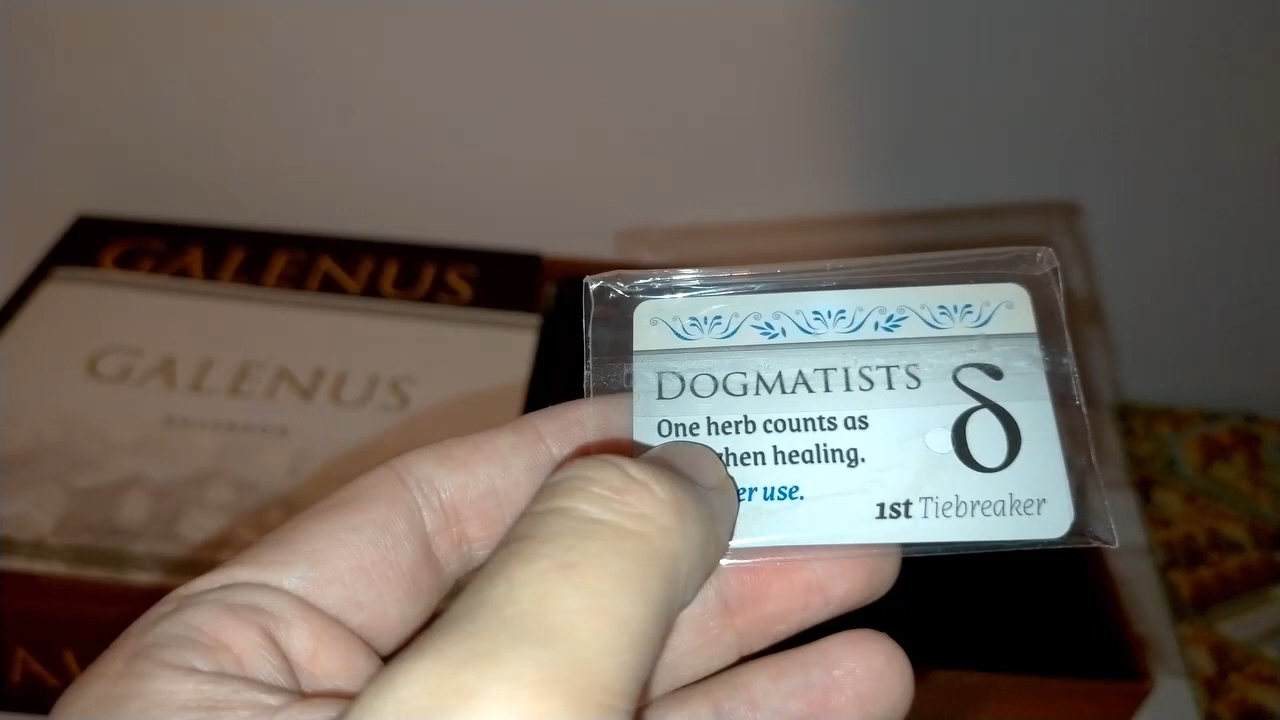 GALENUS
GALENUS
DOGMATISTS
δ
One herb counts as
when healing.
use.
1st Tiebreaker